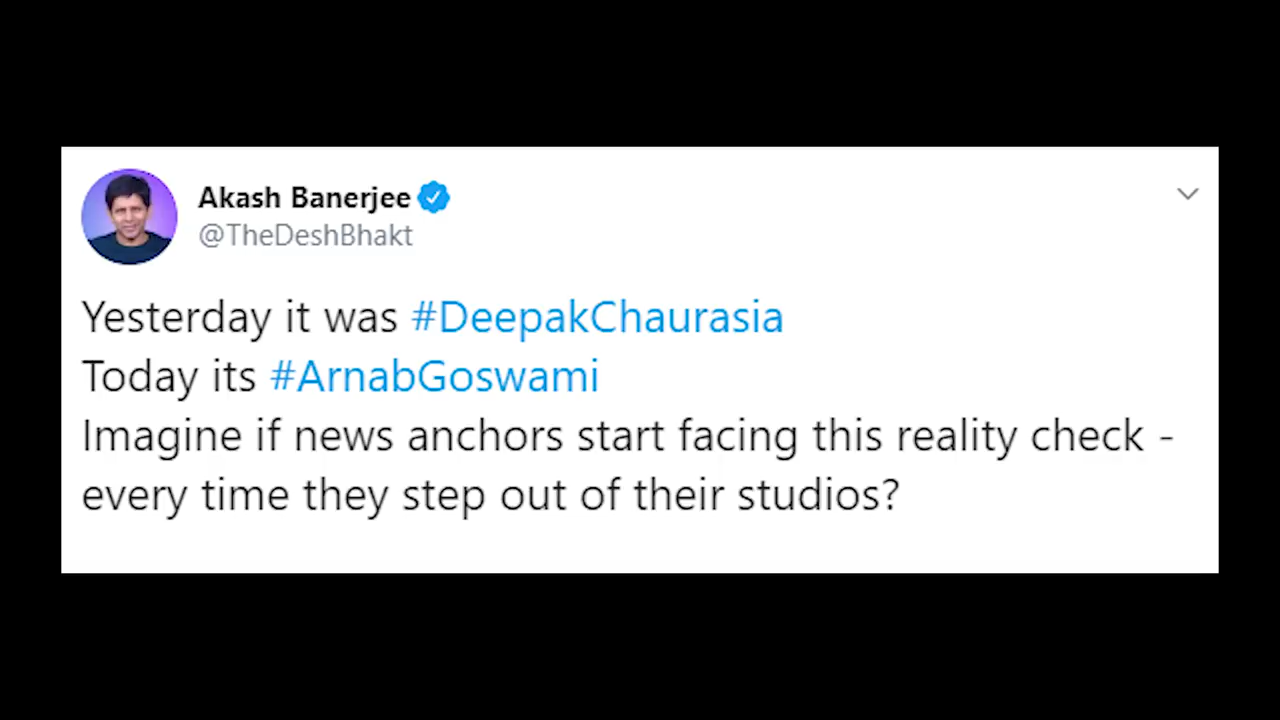 Akash Banerjee
@TheDeshBhakt
Yesterday it was #DeepakChaurasia
Today its #ArnabGoswami
Imagine if news anchors start facing this reality check -
every time they step out of their studios?